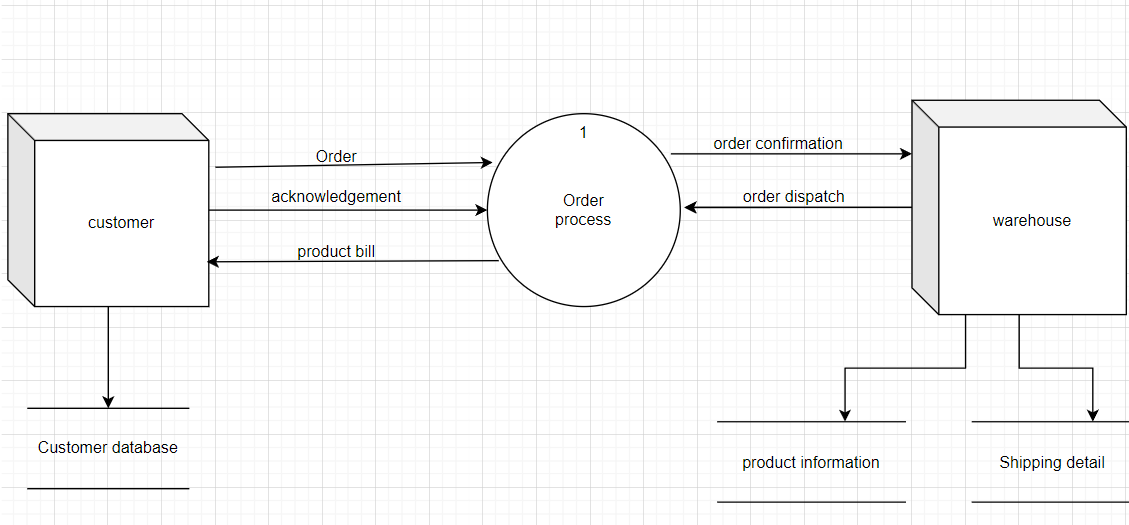 1
Order
order confirmation
acknowledgement
order dispatch
Order
process
customer
warehouse
product bill
Customer database
product information
Shipping detail